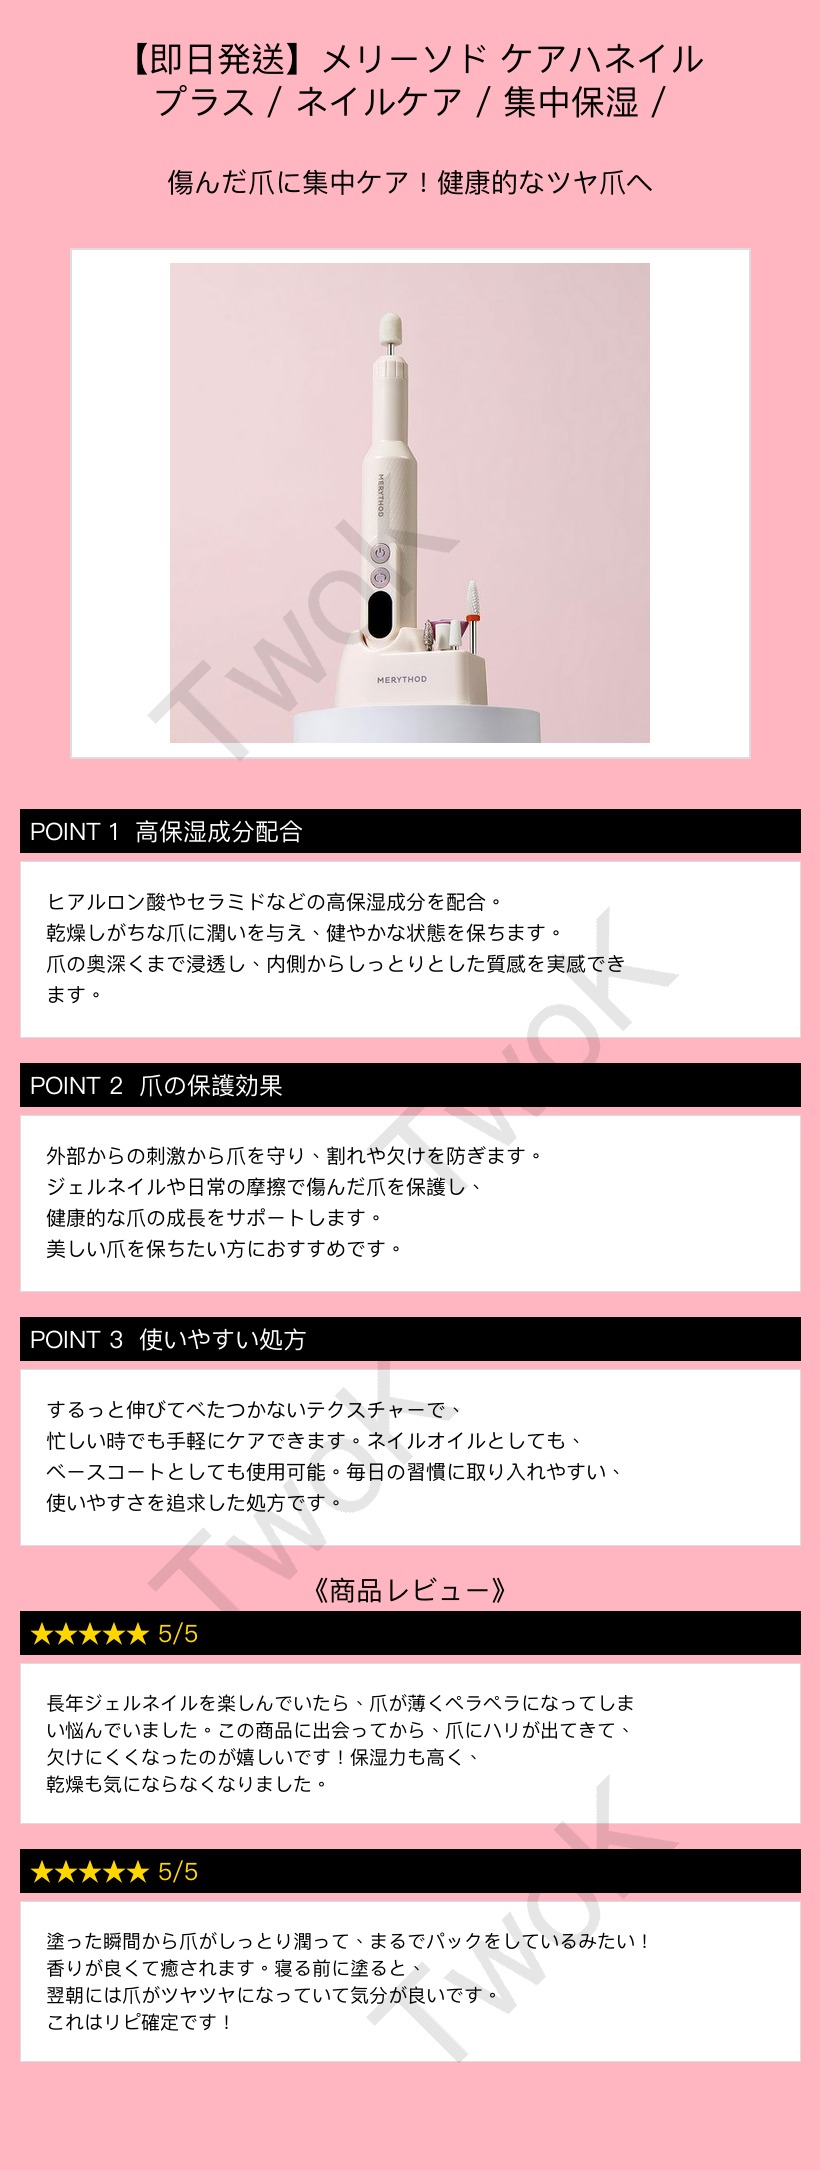 【即日発送】メリーソド ケアハネイル
プラス / ネイルケア / 集中保湿 /
傷んだ爪に集中ケア！健康的なツヤ爪へ
MERYTHOD
MERYTHOD
Twok
POINT 1 高保湿成分配合
ヒアルロン酸やセラミドなどの高保湿成分を配合。
乾燥しがちな爪に潤いを与え、健やかな状態を保ちます。
爪の奥深くまで浸透し、内側からしっとりとした質感を実感でき
ます。
TwoK
POINT 2 爪の保護効果
外部からの刺激から爪を守り、割れや欠けを防ぎます。
ジェルネイルや日常の摩擦で傷んだ爪を保護し、
健康的な爪の成長をサポートします。
美しい爪を保ちたい方におすすめです。
POINT 3 使いやすい処方
するっと伸びてべたつかないテクスチャーで、
忙しい時でも手軽にケアできます。ネイルオイルとしても、
ベースコートとしても使用可能。毎日の習慣に取り入れやすい、
使いやすさを追求した処方です。
TwoK
《商品レビュー》
★★★★★ 5/5
長年ジェルネイルを楽しんでいたら、爪が薄くペラペラになってしま
い悩んでいました。この商品に出会ってから、爪にハリが出てきて、
欠けにくくなったのが嬉しいです！保湿力も高く、
乾燥も気にならなくなりました。
★★★★★ 5/5
塗った瞬間から爪がしっとり潤って、まるでパックをしているみたい！
香りが良くて癒されます。寝る前に塗ると、
翌朝には爪がツヤツヤになっていて気分が良いです。
これはリピ確定です！
TwoK